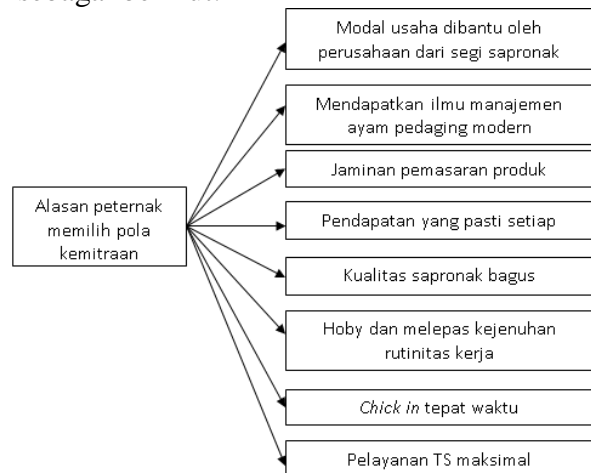 Modal usaha dibantu oleh
perusahaan dari segi sapronak
Mendapatkan ilmu manajemen
ayam pedaging modern
Jaminan pemasaran produk
Alasan peternak
memilih pola
kemitraan
Pendapatan yang pasti setiap
Kualitas sapronak bagus
Hoby dan melepas kejenuhan
rutinitas kerja
Chick in tepat waktu
Pelayanan TS maksimal